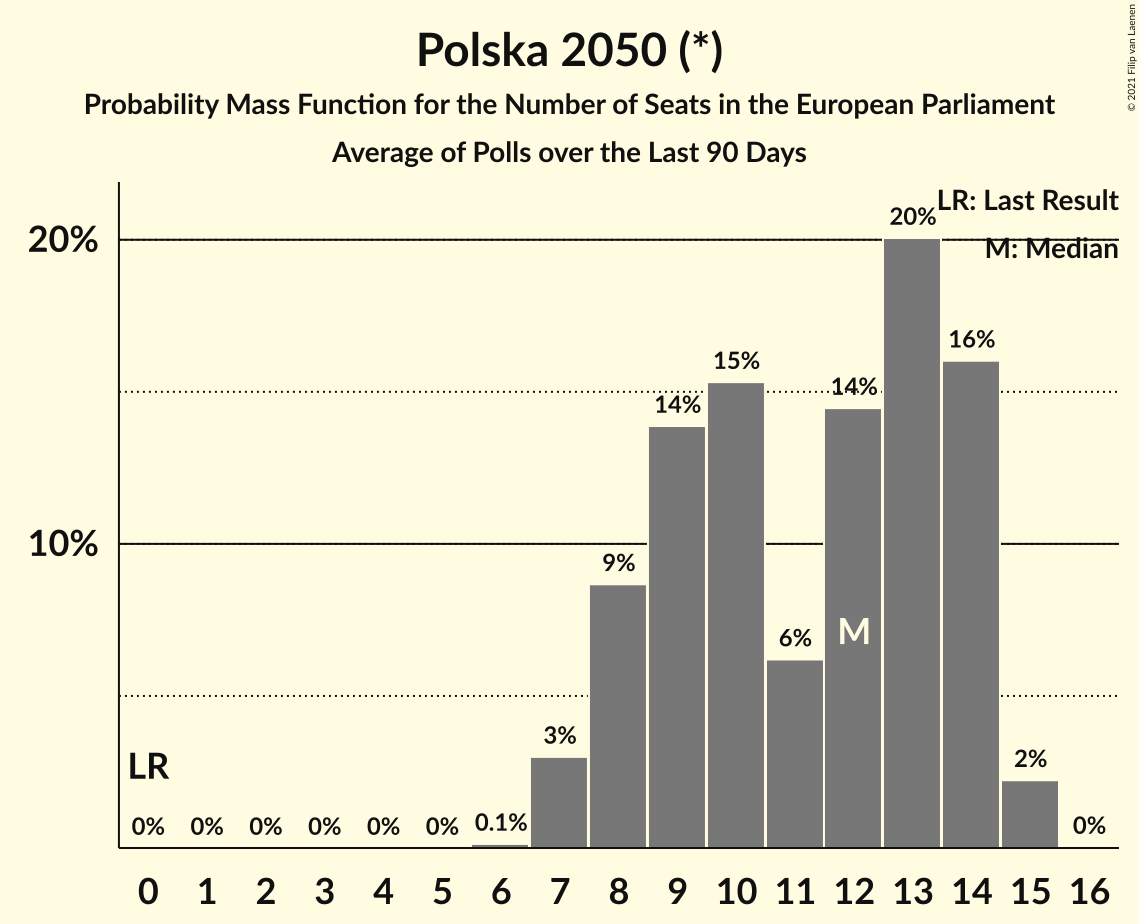 Polska 2050 (*)
Probability Mass Function for the Number of Seats in the European Parliament
Average of Polls over the Last 90 Days
© 2021 Filip van Laenen
LR: Last Result
M: Median
20%
10%
LR
0%
0%
0%
0%
0%
0%
0.1%
3%
9%
14%
15%
6%
14%
20%
16%
2%
0%
M
0 1 2 3 4 5 6 7 8 9 10 11 12 13 14 15 16